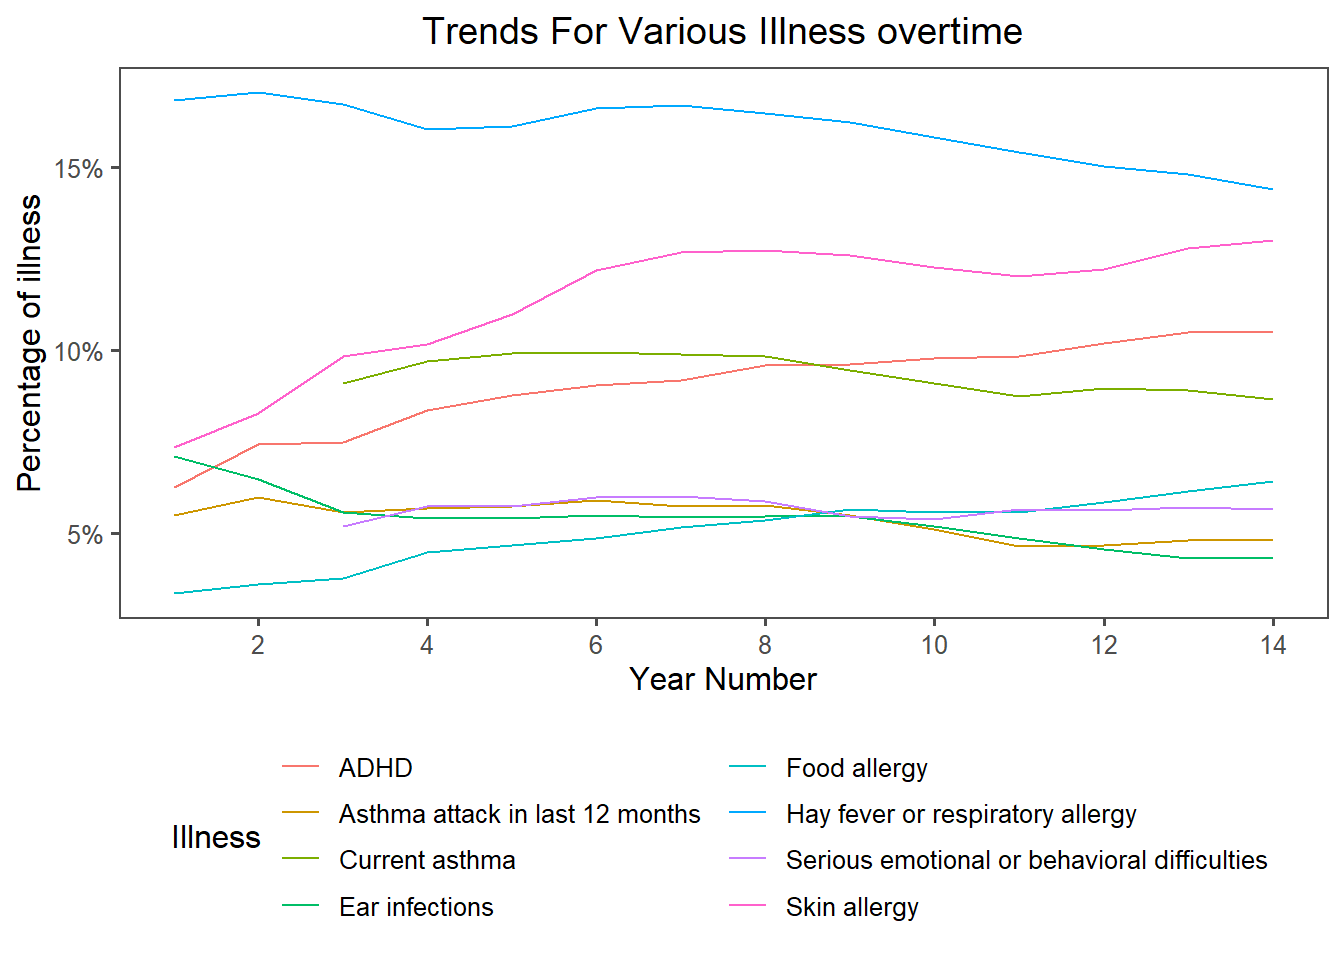 Trends For Various Illness overtime
Percentage of illness
15%
10%
5%
2 4 6 8 10 12 14
Year Number
Illness
ADHD
Asthma attack in last 12 months
Current asthma
Ear infections
Food allergy
Hay fever or respiratory allergy
Serious emotional or behavioral difficulties
Skin allergy